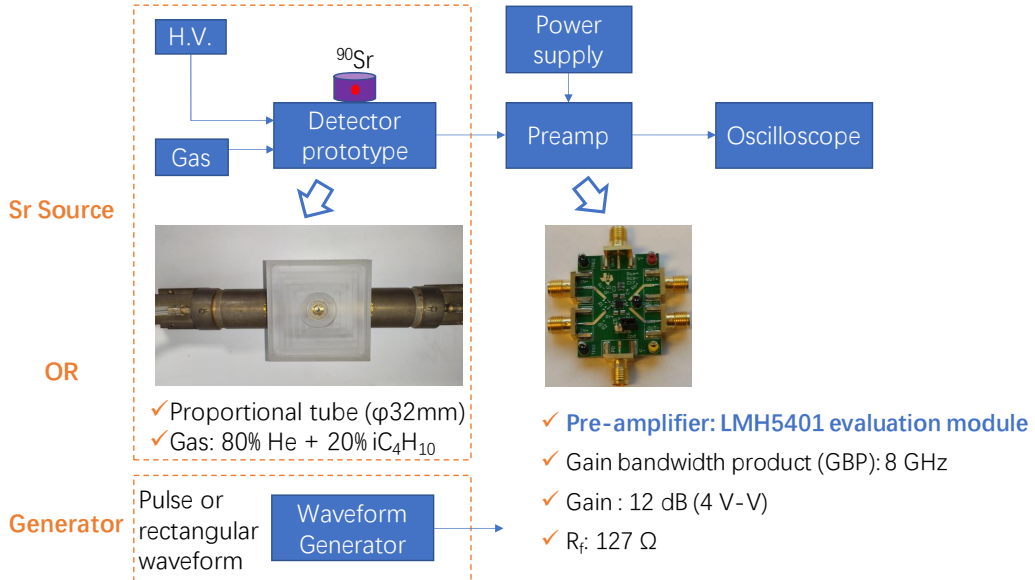 H.V.
⁹⁰Sr
Power
supply
Detector
prototype
Preamp
Oscilloscope
Gas
Sr Source
OR
✓Proportional tube (φ32mm)
✓Gas: 80% He + 20% iC₄H₁₀
✓ Pre-amplifier: LMH5401 evaluation module
✓ Gain bandwidth product (GBP): 8 GHz
✓ Gain : 12 dB (4 V-V)
✓ R_f: 127 Ω
Generator
Pulse or
rectangular
waveform
Waveform
Generator